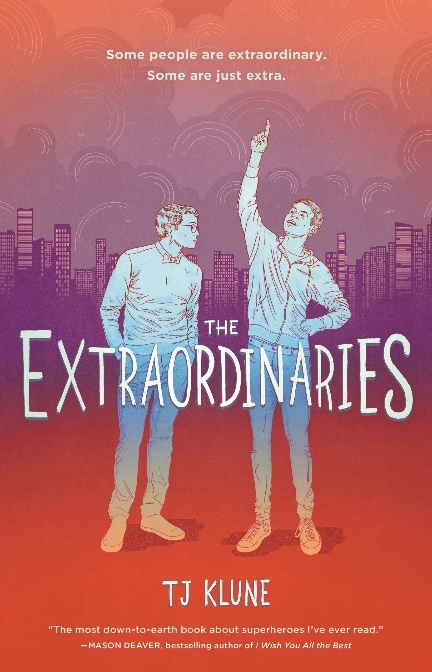 Some people are extraordinary.
Some are just extra.
THE
EXTRAORDINARIES
TJ KLUNE
“The most down-to-earth book about superheroes I’ve ever read.”
—MASON DEAVER, bestselling author of I Wish You All the Best